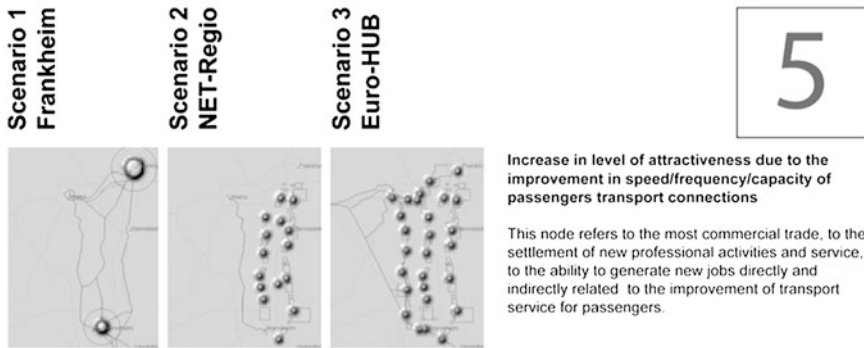 Scenario 1
Frankheim
Scenario 2
NET-Regio
Scenario 3
Euro-HUB
5
Increase in level of attractiveness due to the
improvement in speed/frequency/capacity of
passengers transport connections
This node refers to the most commercial trade, to the
settlement of new professional activities and service,
to the ability to generate new jobs directly and
indirectly related to the improvement of transport
service for passengers.